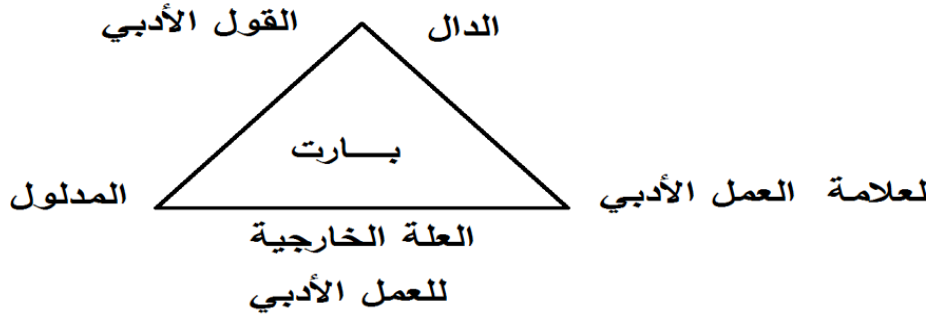 الدال
القول الأدبي
بـــارت
لعلامة العمل الأدبي
المدلول
العلة الخارجية
للعمل الأدبي